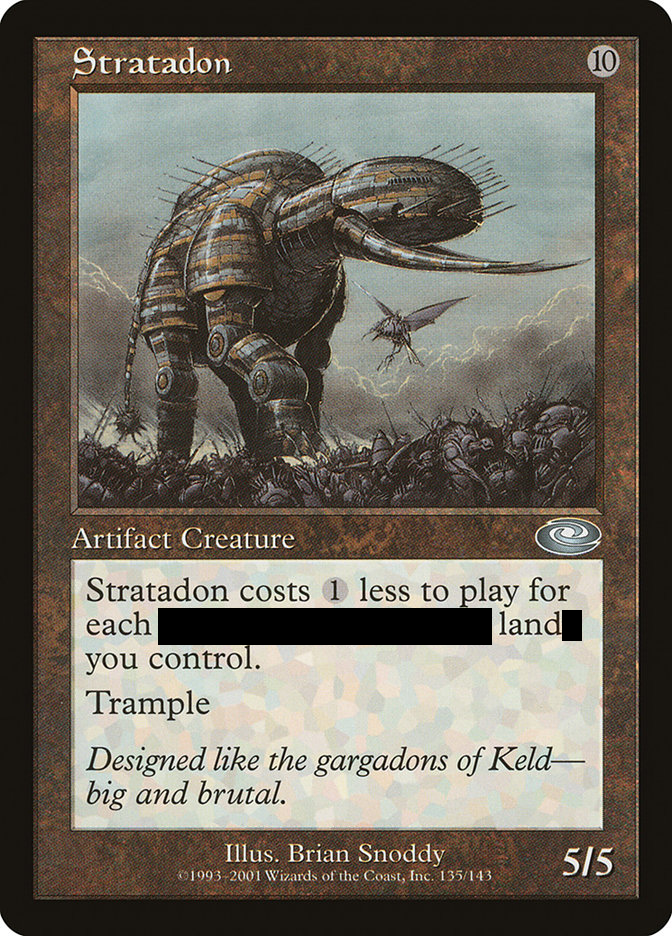 Stratadon
10
Artifact Creature
Stratadon costs 1 less to play for
each land
you control.
Trample
Designed like the gargadons of Keld—
big and brutal.
Illus. Brian Snoddy
©1993–2001 Wizards of the Coast, Inc. 135/143
5/5